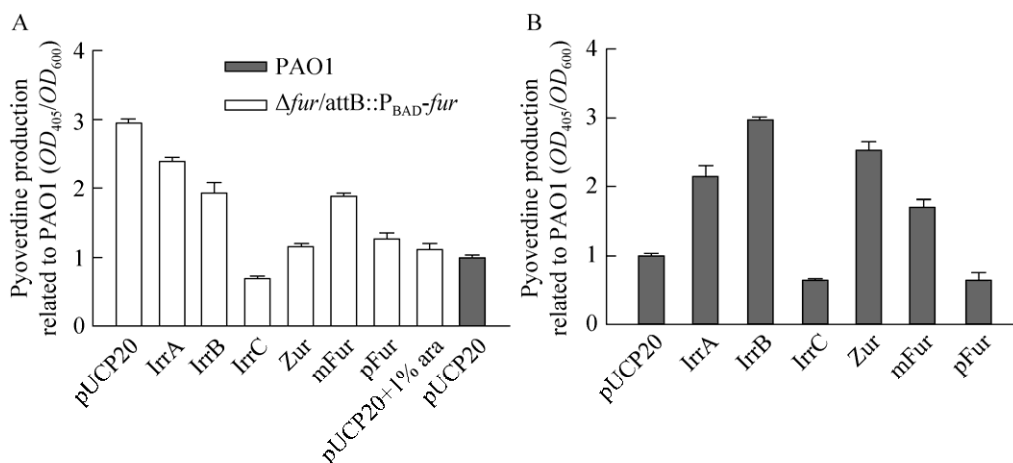 A
Pyoverdine production
related to PAO1 (OD405/OD600)
4
3
2
1
0
PAO1
Δfur/attB::PBAD-fur
pUCP20
IrrA
IrrB
IrrC
Zur
mFur
pFur
pUCP20+1% ara
pUCP20
B
Pyoverdine production
related to PAO1 (OD405/OD600)
4
3
2
1
0
pUCP20
IrrA
IrrB
IrrC
Zur
mFur
pFur